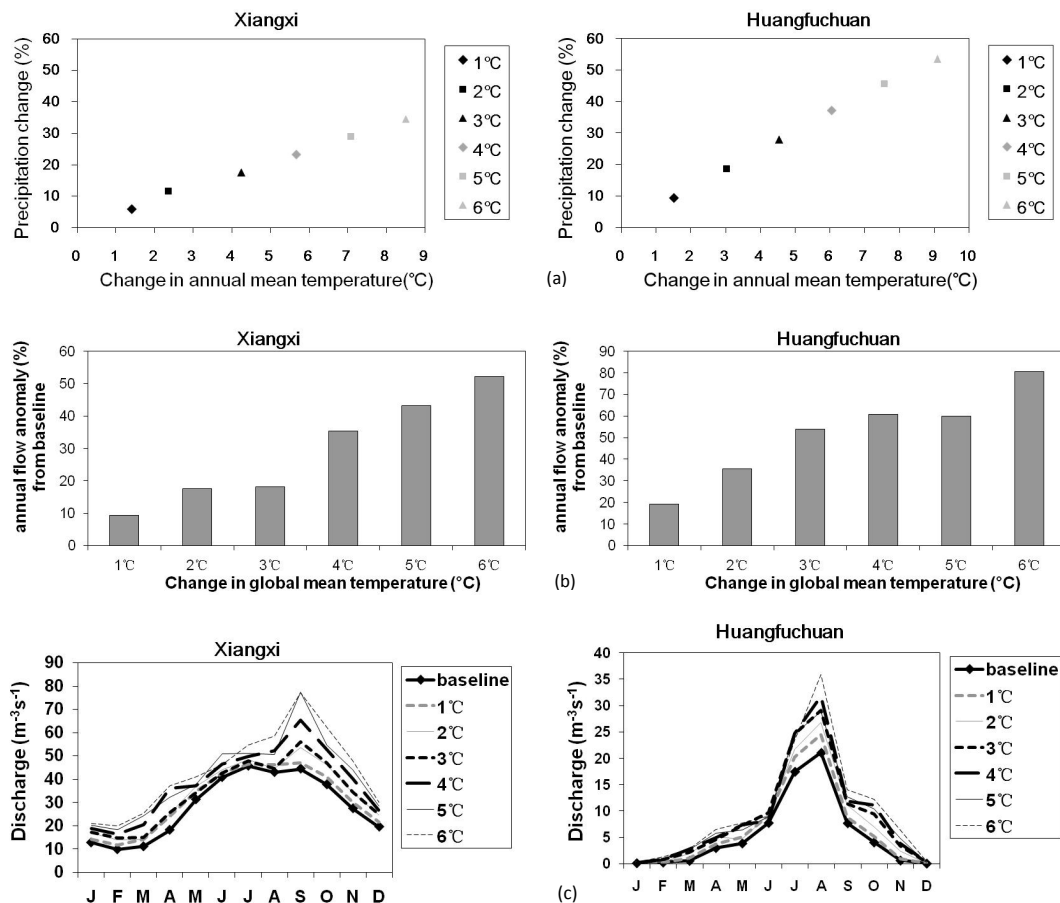 Xiangxi
Precipitation change (%)
60
50
40
30
20
10
0
0 1 2 3 4 5 6 7 8 9
Change in annual mean temperature(°C)
1°C
2°C
3°C
4°C
5°C
6°C
Huangfuchuan
Precipitation change (%)
60
50
40
30
20
10
0
0 1 2 3 4 5 6 7 8 9 10
Change in annual mean temperature(°C)
1°C
2°C
3°C
4°C
5°C
6°C
(a)
Xiangxi
annual flow anomaly (%)
from baseline
60
50
40
30
20
10
0
1℃ 2℃ 3℃ 4℃ 5℃ 6℃
Change in global mean temperature (°C)
Huangfuchuan
annual flow anomaly (%)
from baseline
90
80
70
60
50
40
30
20
10
0
1℃ 2℃ 3℃ 4℃ 5℃ 6℃
Change in global mean temperature (°C)
(b)
Xiangxi
Discharge (m⁻³s⁻¹)
90
80
70
60
50
40
30
20
10
0
J F M A M J J A S O N D
baseline
1℃
2℃
3℃
4℃
5℃
6℃
Huangfuchuan
Discharge (m⁻³s⁻¹)
40
35
30
25
20
15
10
5
0
J F M A M J J A S O N D
baseline
1℃
2℃
3℃
4℃
5℃
6℃
(c)